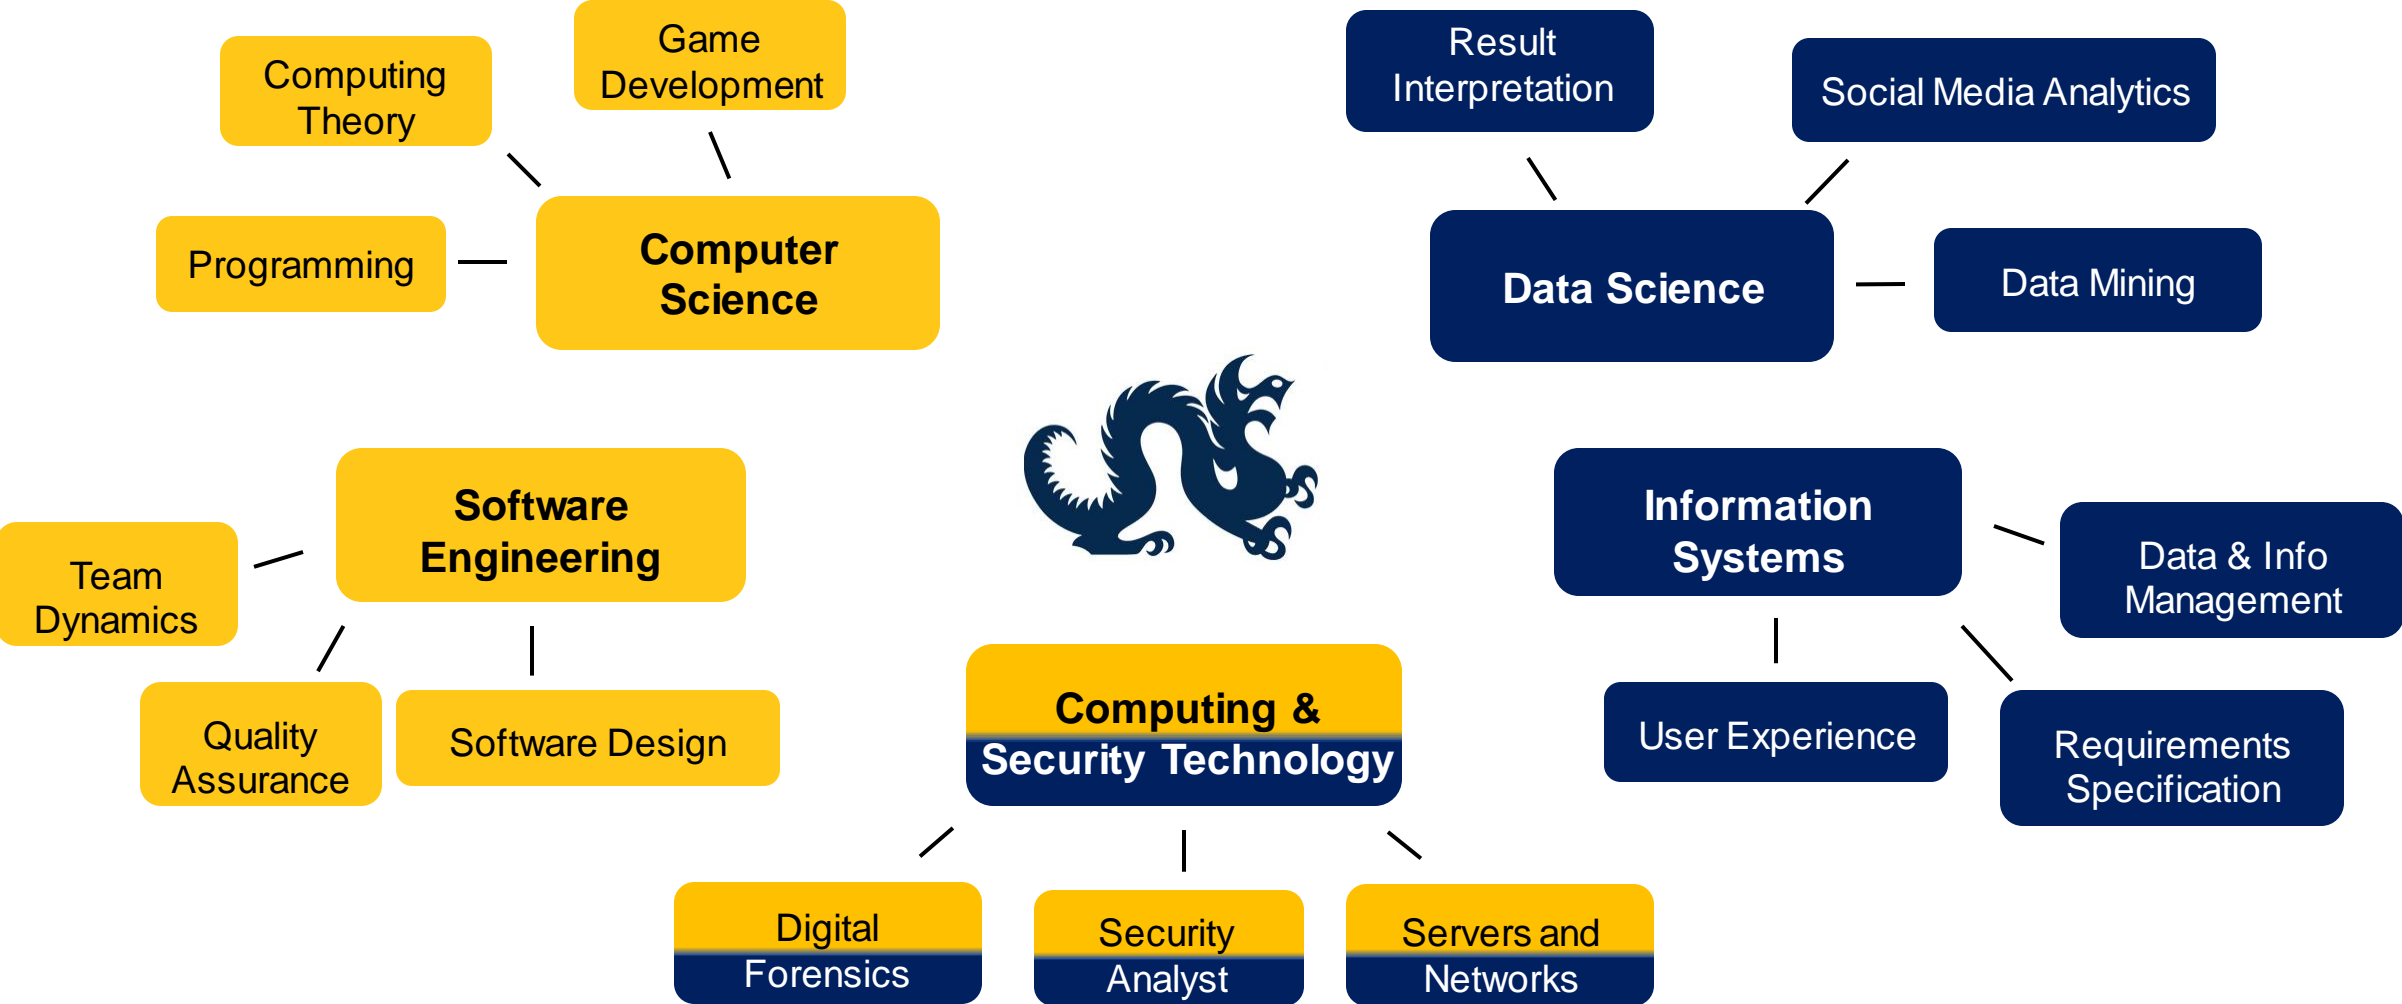 Game
Development
Computing
Theory
Programming
Computer
Science
Result
Interpretation
Social Media Analytics
Data Science
Data Mining
Software
Engineering
Team
Dynamics
Quality
Assurance
Software Design
Information
Systems
Data & Info
Management
User Experience
Requirements
Specification
Computing &
Security Technology
Digital
Forensics
Security
Analyst
Servers and
Networks